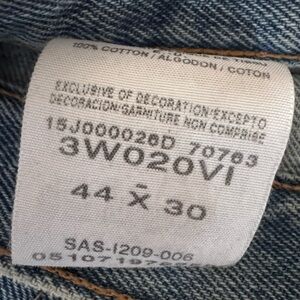 100% COTTON / ALGODON / COTON
EXCLUSIVE OF DECORATION/EXCEPTO
DECORACION/GARNITURE NON COMPRISE
15J000026D 70763
3W020VI
44 x 30
SAS-I209-006